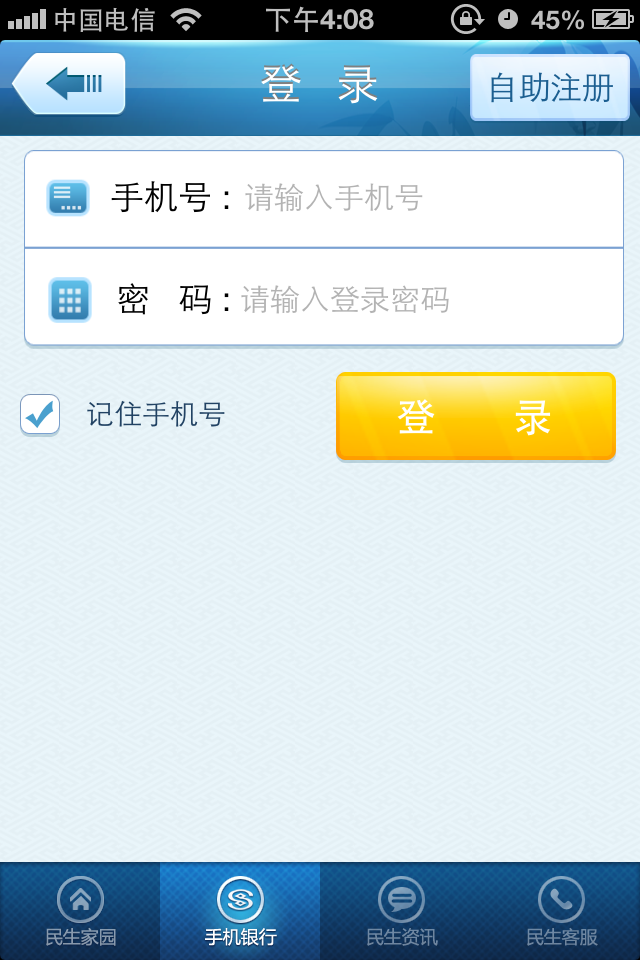 中国电信 下午4:08 45%
登 录 自助注册
手机号： 请输入手机号
密 码： 请输入登录密码
记住手机号 登 录
民生家园 手机银行 民生资讯 民生客服